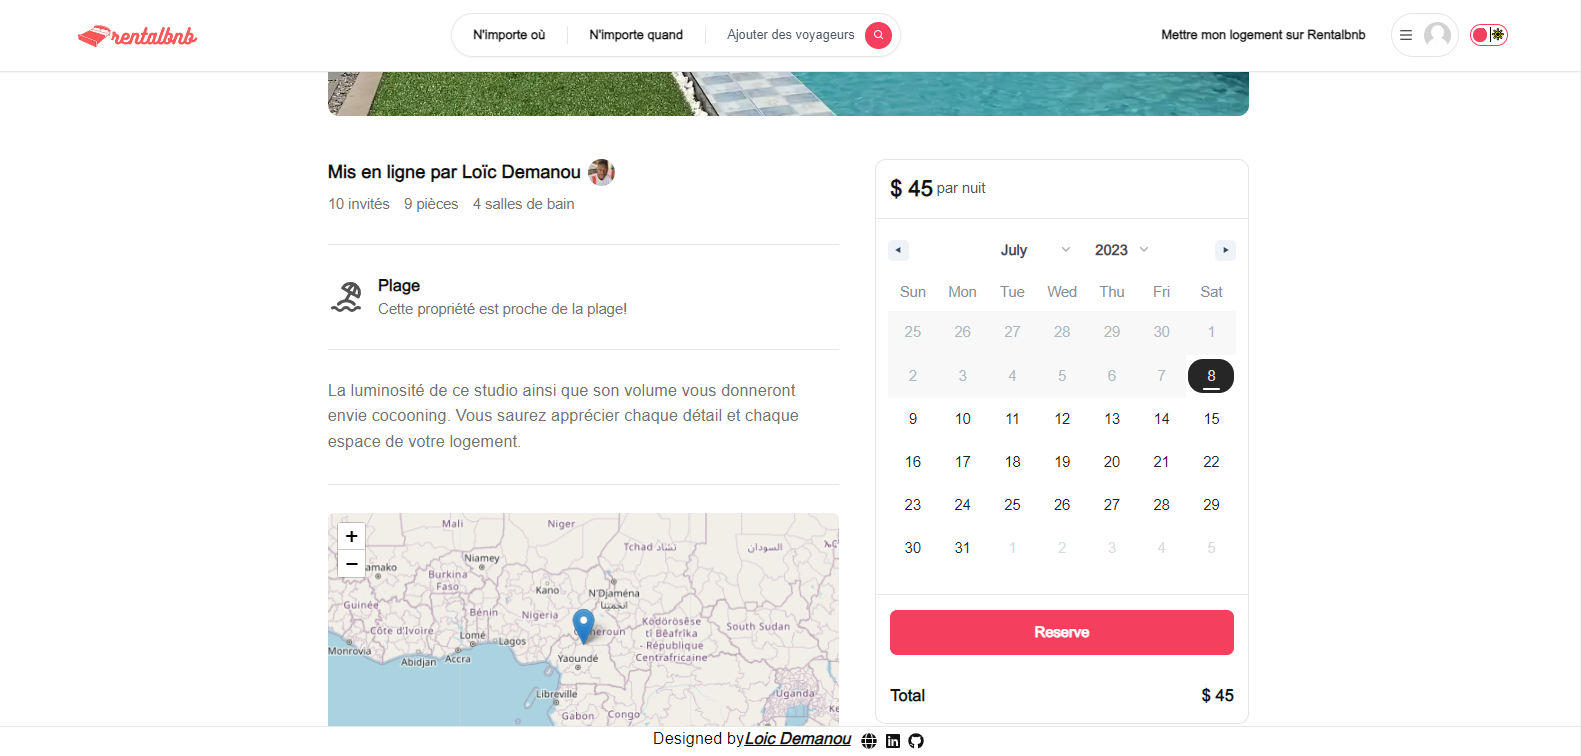 rentalbnb
N'importe où
N'importe quand
Ajouter des voyageurs
Mettre mon logement sur Rentalbnb
Mis en ligne par Loïc Demanou
10 invités 9 pièces 4 salles de bain
Plage
Cette propriété est proche de la plage!
La luminosité de ce studio ainsi que son volume vous donneront
envie cocooning. Vous saurez apprécier chaque détail et chaque
espace de votre logement.
+
−
Mali
Niger
Tchad تشاد
السودان
Niamey
amako
Burkina
Faso
Kano
N'Djaména
انجمينا
Guinée
Bénin
Nigeria
Ködörösêse
tî Bêafrîka
- République
Centrafricaine
South Sudan
Côte d'Ivoire
Lomé
Lagos
meroun
Monrovia
Abidjan
Accra
Yaoundé
Libreville
Uganda
Gabon
Congo
Ke
$ 45 par nuit
July 2023
Sun Mon Tue Wed Thu Fri Sat
25 26 27 28 29 30 1
2 3 4 5 6 7 8
9 10 11 12 13 14 15
16 17 18 19 20 21 22
23 24 25 26 27 28 29
30 31 1 2 3 4 5
Reserve
Total $ 45
Designed by Loic Demanou